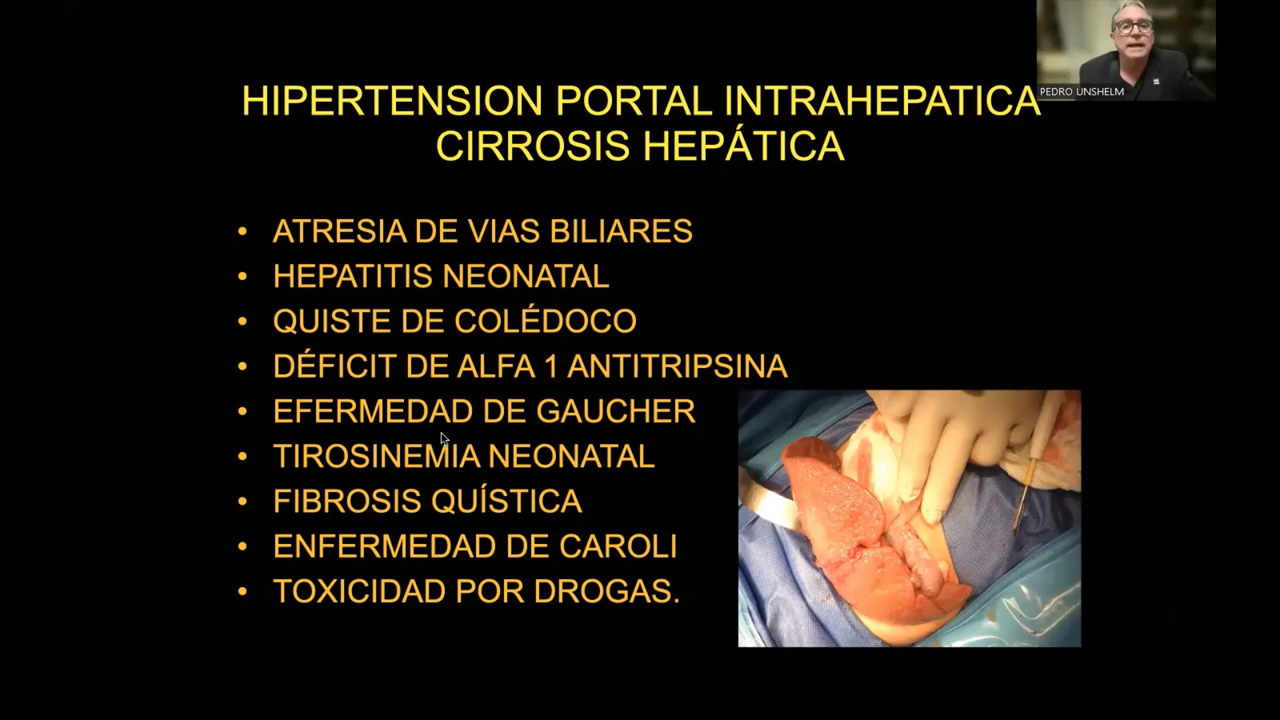 PEDRO UNSHELM
HIPERTENSION PORTAL INTRAHEPATICA
CIRROSIS HEPÁTICA
• ATRESIA DE VIAS BILIARES
• HEPATITIS NEONATAL
• QUISTE DE COLÉDOCO
• DÉFICIT DE ALFA 1 ANTITRIPSINA
• EFERMEDAD DE GAUCHER
• TIROSINEMIA NEONATAL
• FIBROSIS QUÍSTICA
• ENFERMEDAD DE CAROLI
• TOXICIDAD POR DROGAS.